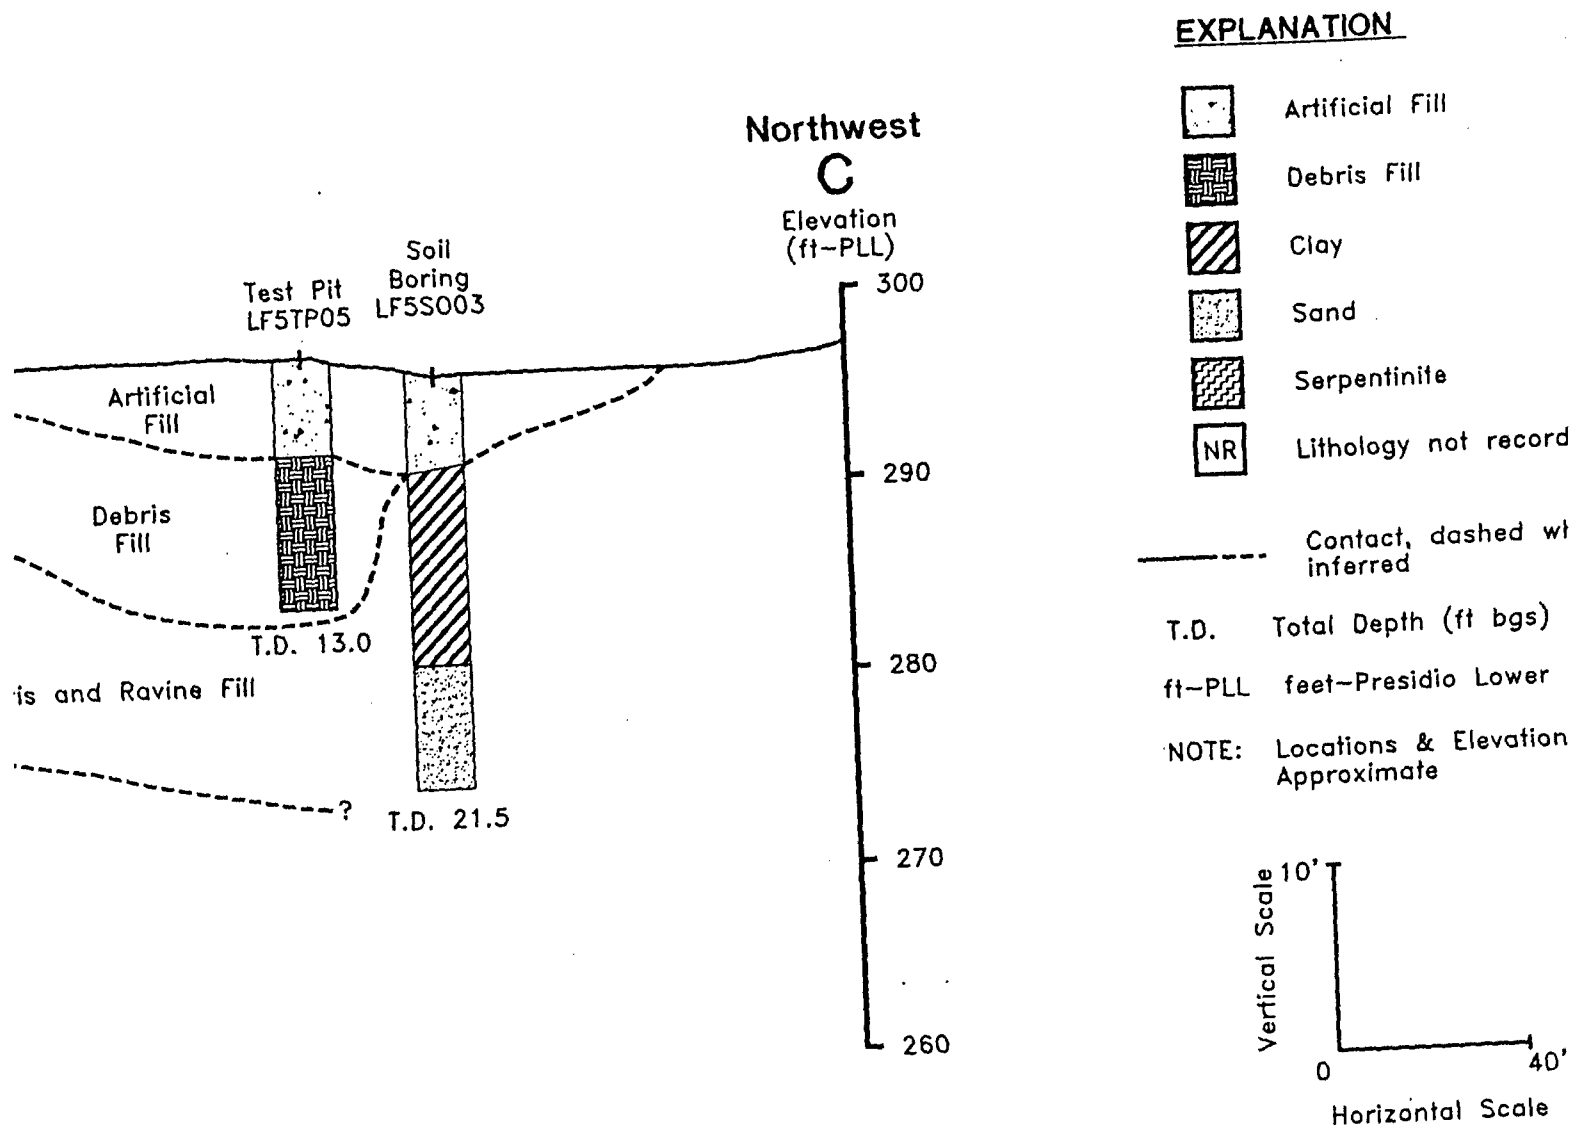 EXPLANATION
Artificial Fill
Debris Fill
Clay
Sand
Serpentinite
NR Lithology not record
Contact, dashed wh
inferred
T.D. Total Depth (ft bgs)
ft-PLL feet-Presidio Lower
NOTE: Locations & Elevation
Approximate
Northwest
C
Elevation
(ft-PLL)
300
290
280
270
260
Test Pit
LF5TP05
Soil
Boring
LF5SO03
Artificial
Fill
Debris
Fill
T.D. 13.0
is and Ravine Fill
?
T.D. 21.5
Vertical Scale
10'
0
40'
Horizontal Scale